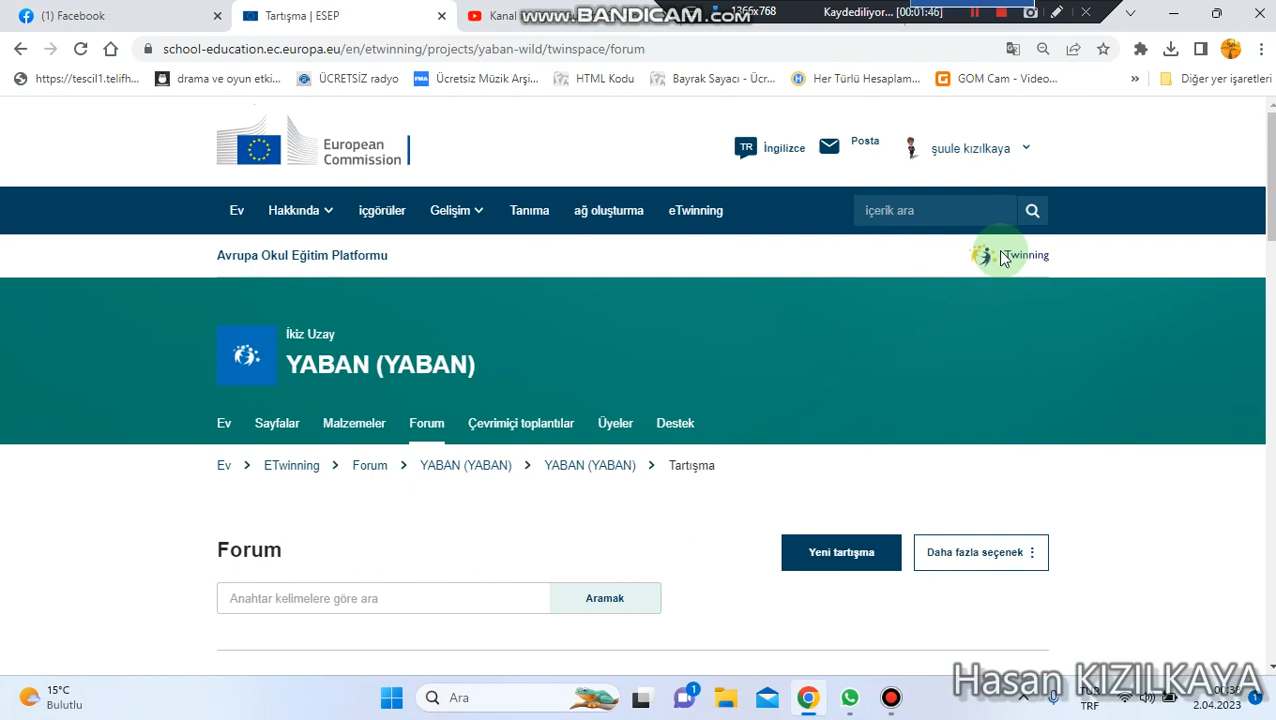 (1) Facebook
Tartışma | ESEP
Kanal
www.BANDICAM.com
1366x768
Kaydediliyor...
(00:01:46)
school-education.ec.europa.eu/en/etwinning/projects/yaban-wild/twinspace/forum
https://tescil1.telifh...
drama ve oyun etki...
ÜCRETSİZ radyo
FMA
Ücretsiz Müzik Arşi...
HTML Kodu
Bayrak Sayacı - Ücr...
Her Türlü Hesaplam...
GOM Cam - Video...
»
Diğer yer işaretleri
European
Commission
TR
İngilizce
Posta
şuule kızılkaya
Ev
Hakkında
içgörüler
Gelişim
Tanıma
ağ oluşturma
eTwinning
içerik ara
Avrupa Okul Eğitim Platformu
İkiz Uzay
YABAN (YABAN)
Ev
Sayfalar
Malzemeler
Forum
Çevrimiçi toplantılar
Üyeler
Destek
Ev > ETwinning > Forum > YABAN (YABAN) > YABAN (YABAN) > Tartışma
Forum
Yeni tartışma
Daha fazla seçenek
Anahtar kelimelere göre ara
Aramak
Hasan KIZILKAYA
15°C
Bulutlu
Ara
1
TRF
2.04.2023
1